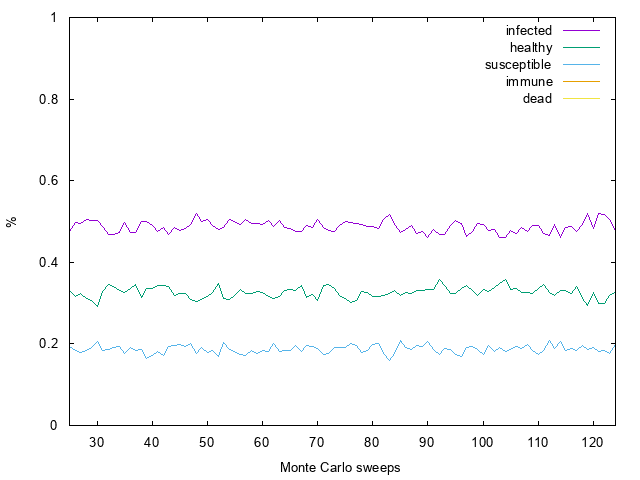 1
infected
healthy
susceptible
immune
dead
0.8
0.6
%
0.4
0.2
0
30 40 50 60 70 80 90 100 110 120
Monte Carlo sweeps